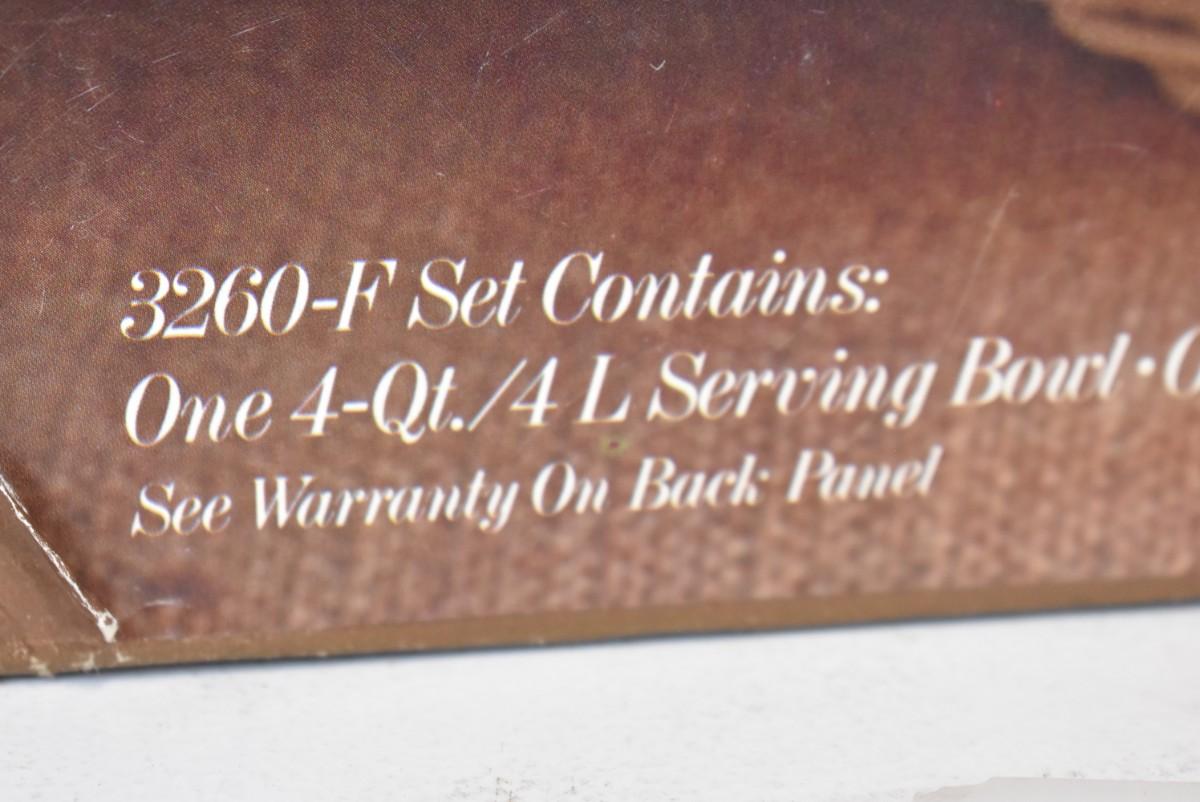 3260-F Set Contains:
One 4-Qt./4 L Serving Bowl •
See Warranty On Back Panel